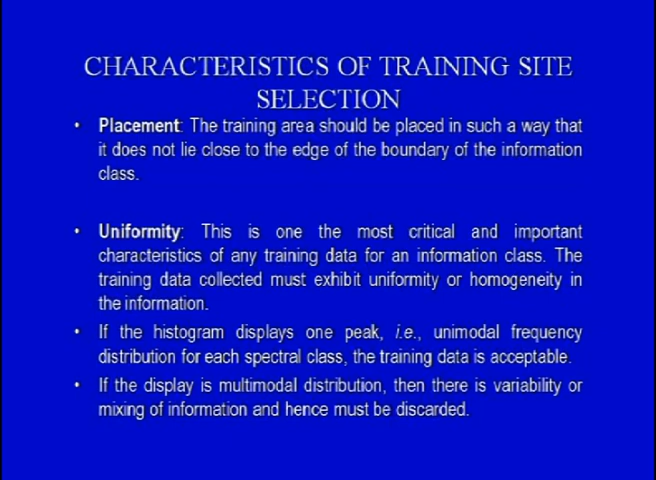 CHARACTERISTICS OF TRAINING SITE
SELECTION
• Placement: The training area should be placed in such a way that
it does not lie close to the edge of the boundary of the information
class.
• Uniformity: This is one the most critical and important
characteristics of any training data for an information class. The
training data collected must exhibit uniformity or homogeneity in
the information.
• If the histogram displays one peak, i.e., unimodal frequency
distribution for each spectral class, the training data is acceptable.
• If the display is multimodal distribution, then there is variability or
mixing of information and hence must be discarded.